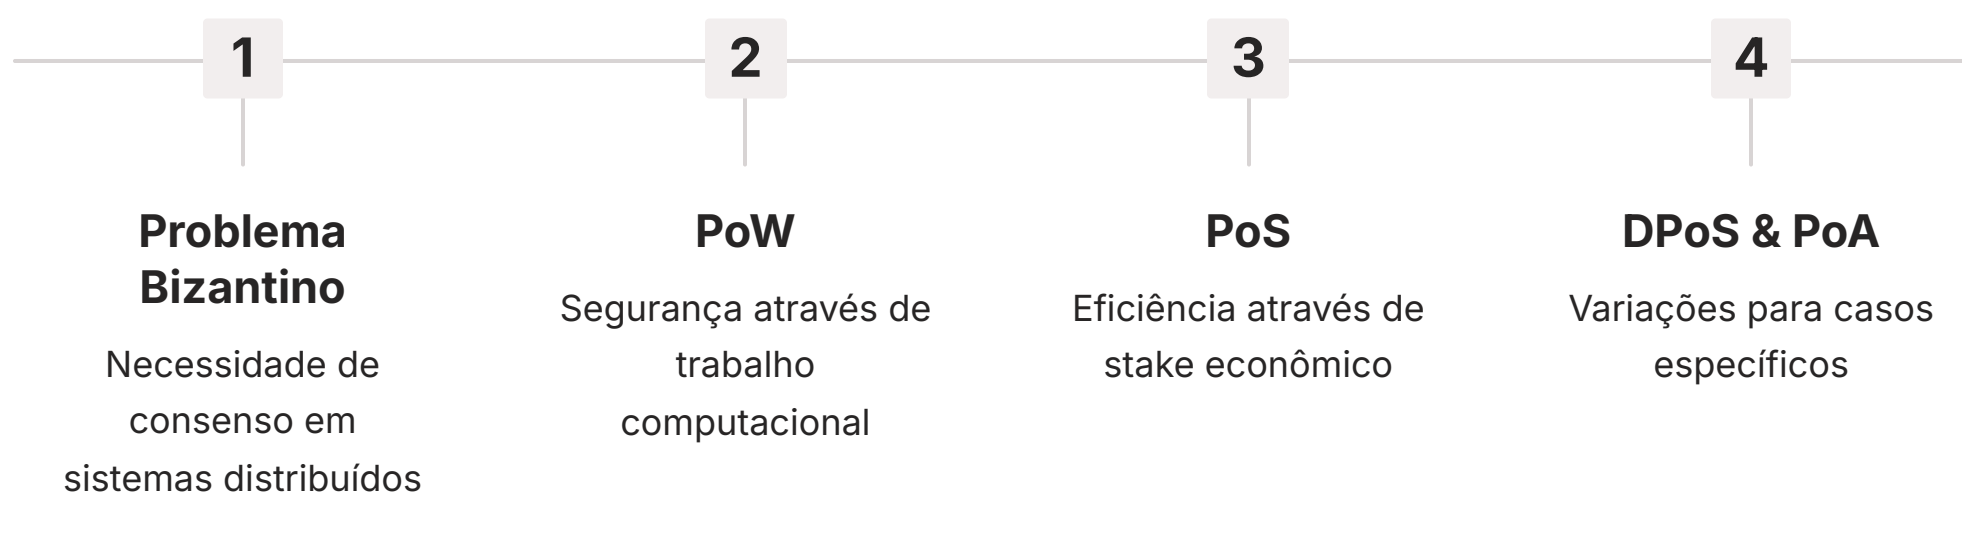 1
Problema
Bizantino
Necessidade de
consenso em
sistemas distribuídos
2
PoW
Segurança através de
trabalho
computacional
3
PoS
Eficiência através de
stake econômico
4
DPoS & PoA
Variações para casos
específicos